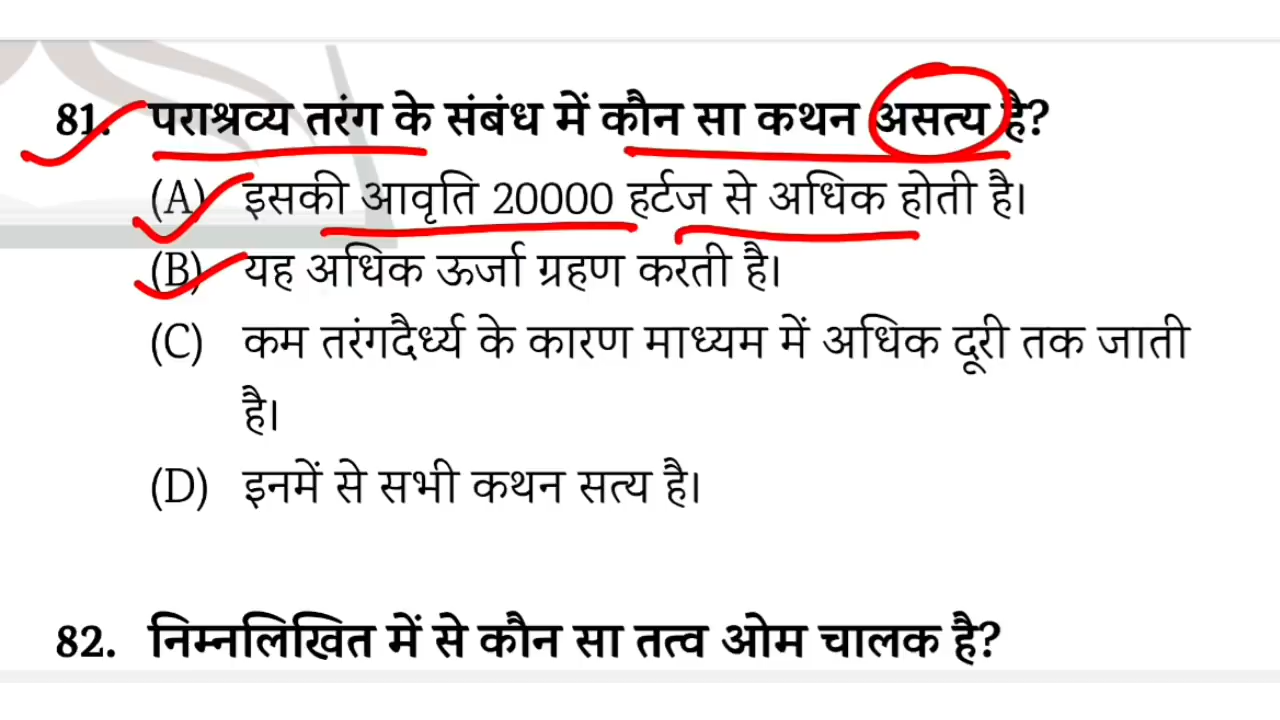 81. पराश्रव्य तरंग के संबंध में कौन सा कथन असत्य है?
(A) इसकी आवृति 20000 हर्टज से अधिक होती है।
(B) यह अधिक ऊर्जा ग्रहण करती है।
(C) कम तरंगदैर्ध्य के कारण माध्यम में अधिक दूरी तक जाती
है।
(D) इनमें से सभी कथन सत्य है।
82. निम्नलिखित में से कौन सा तत्व ओम चालक है?